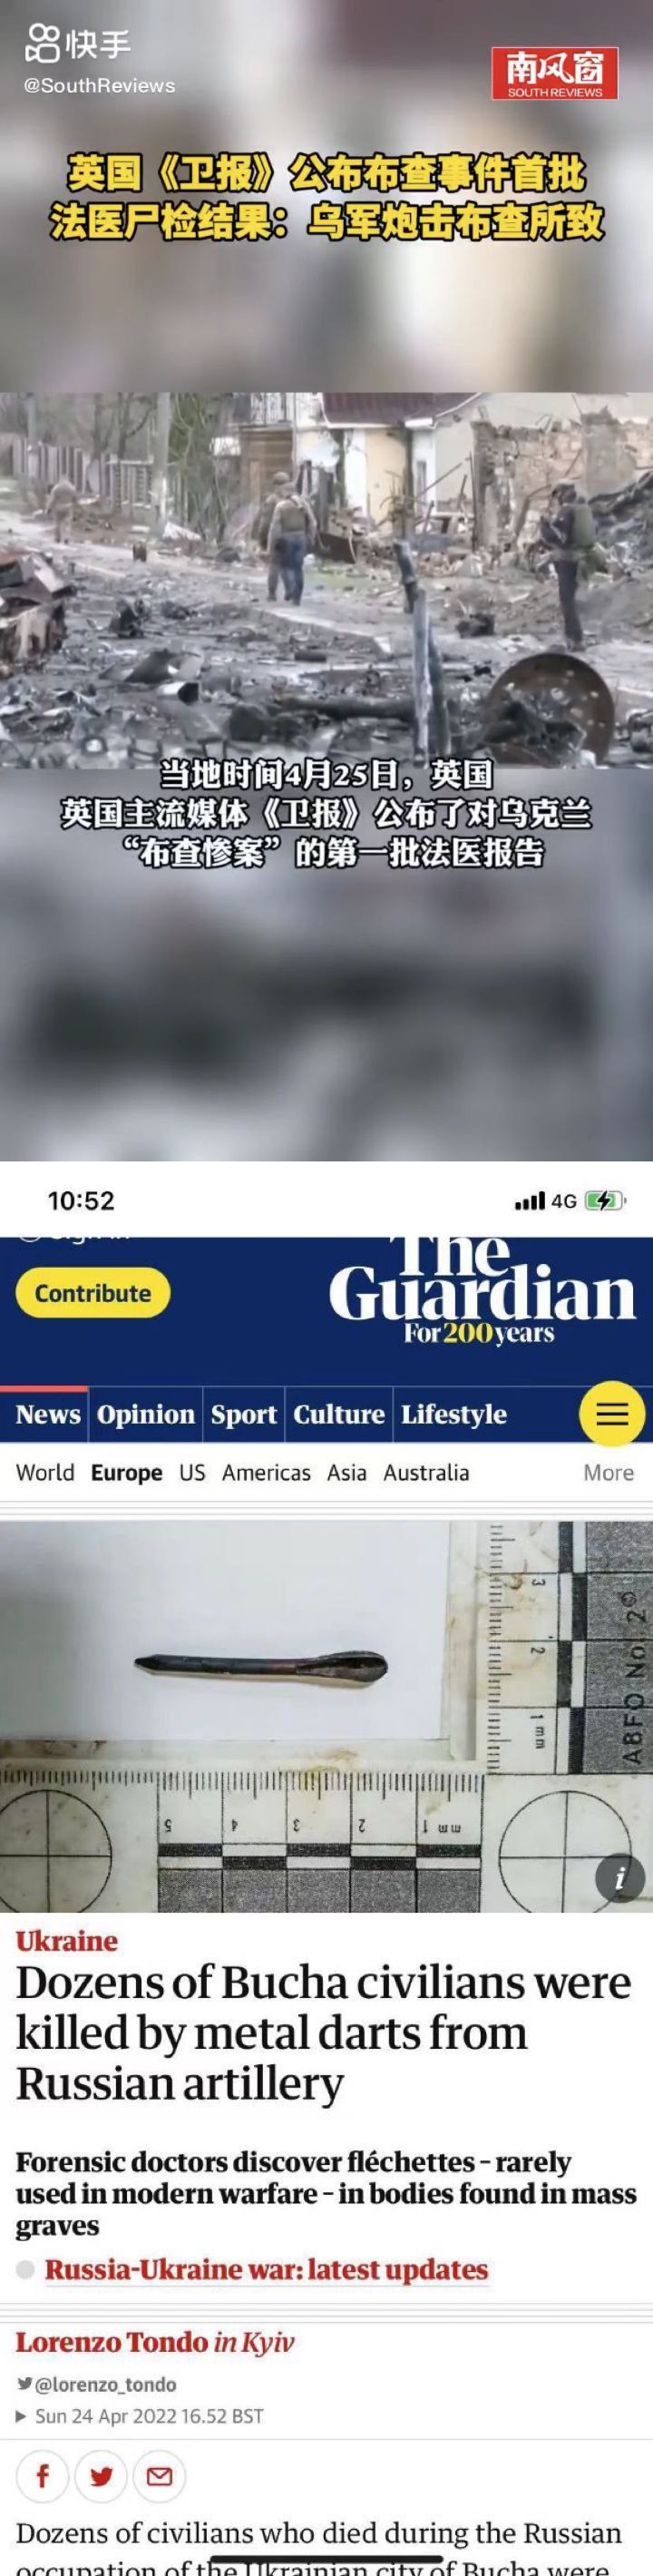 快手
@SouthReviews
南风窗
SOUTH REVIEWS
英国《卫报》公布布查事件首批
法医尸检结果：乌军炮击布查所致
当地时间4月25日，英国
英国主流媒体《卫报》公布了对乌克兰
“布查惨案”的第一批法医报告
10:52
4G
Contribute
The
Guardian
For 200 years
News Opinion Sport Culture Lifestyle
World Europe US Americas Asia Australia More
3
2
1 mm
ABFO No. 2©
5 4 3 2 1 mm
i
Ukraine
Dozens of Bucha civilians were
killed by metal darts from
Russian artillery
Forensic doctors discover fléchettes – rarely
used in modern warfare – in bodies found in mass
graves
Russia-Ukraine war: latest updates
Lorenzo Tondo in Kyiv
@lorenzo_tondo
Sun 24 Apr 2022 16.52 BST
Dozens of civilians who died during the Russian
occupation of the Ukrainian city of Bucha were